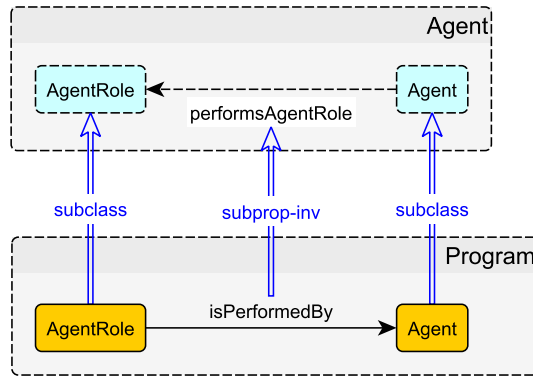 Agent
AgentRole
Agent
performsAgentRole
subclass
subprop-inv
subclass
Program
isPerformedBy
AgentRole
Agent